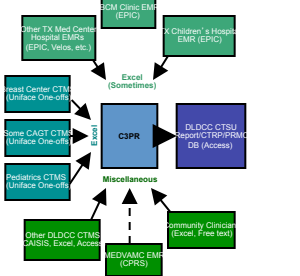 BCM Clinic EMR
(EPIC)
Other TX Med Center
Hospital EMRs
(EPIC, Velos, etc.)
TX Children's Hospital
EMR (EPIC)
Excel
(Sometimes)
Breast Center CTMS
(Uniface One-offs)
Some CAGT CTMS
(Uniface One-offs)
Pediatrics CTMS
(Uniface One-offs)
Excel
C3PR
DLDCC CTSU
Report/CTRP/PRMC
DB (Access)
Miscellaneous
Other DLDCC CTMS
(CAISIS, Excel, Access)
MEDVAMC EMR
(CPRS)
Community Clinician
(Excel, Free text)